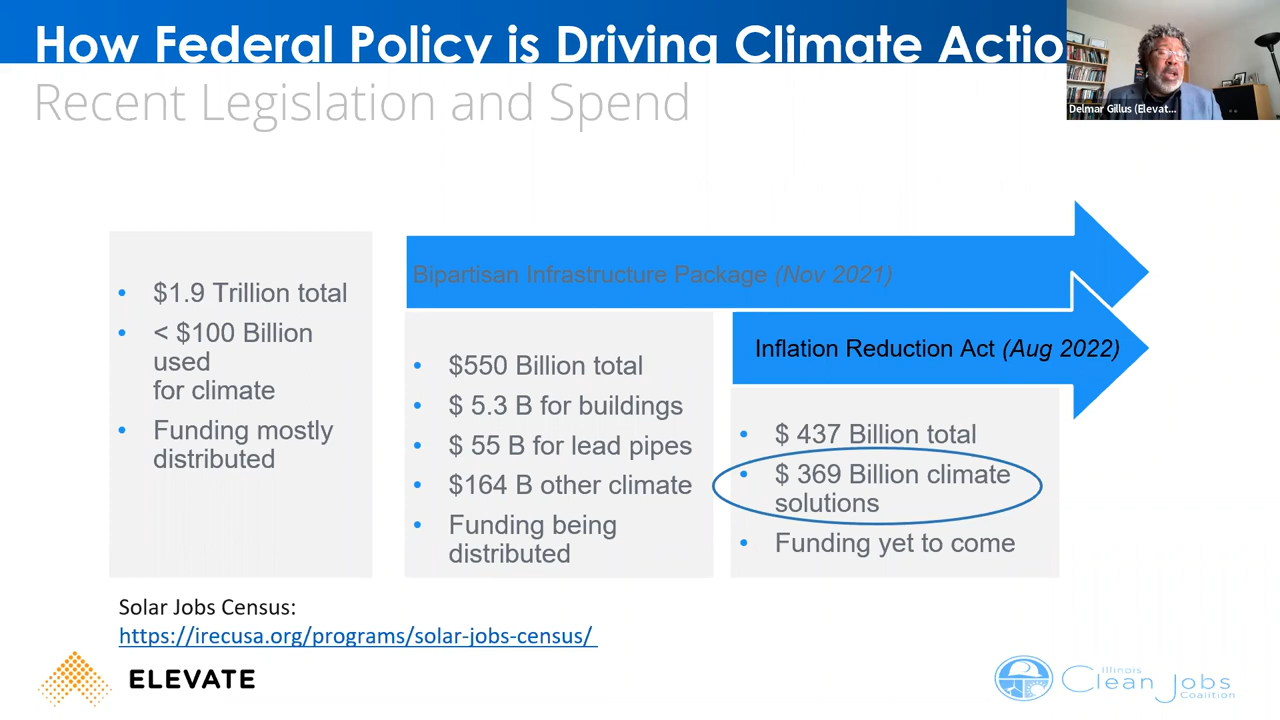 How Federal Policy is Driving Climate Actio
Recent Legislation and Spend
Delmar Gillus (Elevat...
• $1.9 Trillion total
• < $100 Billion
used
for climate
• Funding mostly
distributed
Bipartisan Infrastructure Package (Nov 2021)
• $550 Billion total
• $ 5.3 B for buildings
• $ 55 B for lead pipes
• $164 B other climate
• Funding being
distributed
Inflation Reduction Act (Aug 2022)
• $ 437 Billion total
• $ 369 Billion climate
solutions
• Funding yet to come
Solar Jobs Census:
https://irecusa.org/programs/solar-jobs-census/
ELEVATE
Illinois
Clean Jobs
Coalition